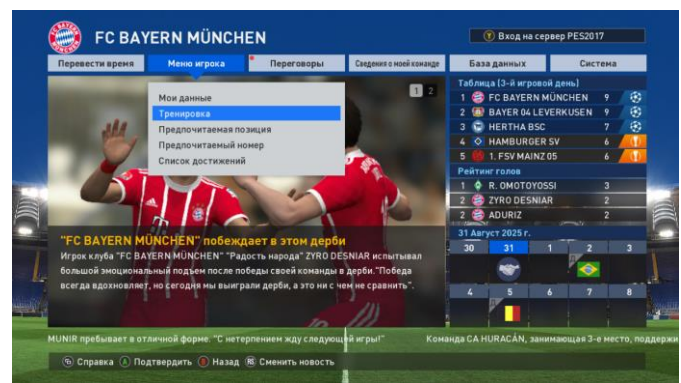 FC BAYERN MÜNCHEN
Y Вход на сервер PES2017
Перевести время
Меню игрока
Переговоры
Сведения о моей команде
База данных
Система
1 2
Мои данные
Тренировка
Предпочитаемая позиция
Предпочитаемый номер
Список достижений
Таблица (3-й игровой день)
1 FC BAYERN MÜNCHEN 9
2 BAYER 04 LEVERKUSEN 9
3 HERTHA BSC 7
4 HAMBURGER SV 6
5 1. FSV MAINZ 05 6
Рейтинг голов
1 R. OMOTOYOSSI 3
2 ZYRO DESNIAR 2
2 ADURIZ 2
31 Август 2025 г.
30 31 1 2 3
4 5 6 7 8
"FC BAYERN MÜNCHEN" побеждает в этом дерби
Игрок клуба "FC BAYERN MÜNCHEN" "Радость народа" ZYRO DESNIAR испытывал
большой эмоциональный подъем после победы своей команды в дерби."Победа
всегда вдохновляет, но сегодня мы выиграли дерби, а это ни с чем не сравнить".
MUNIR пребывает в отличной форме: "С нетерпением жду следующей игры!"
Команда CA HURACÁN, занимающая 3-е место, поддержи
Справка A Подтвердить B Назад RS Сменить новость